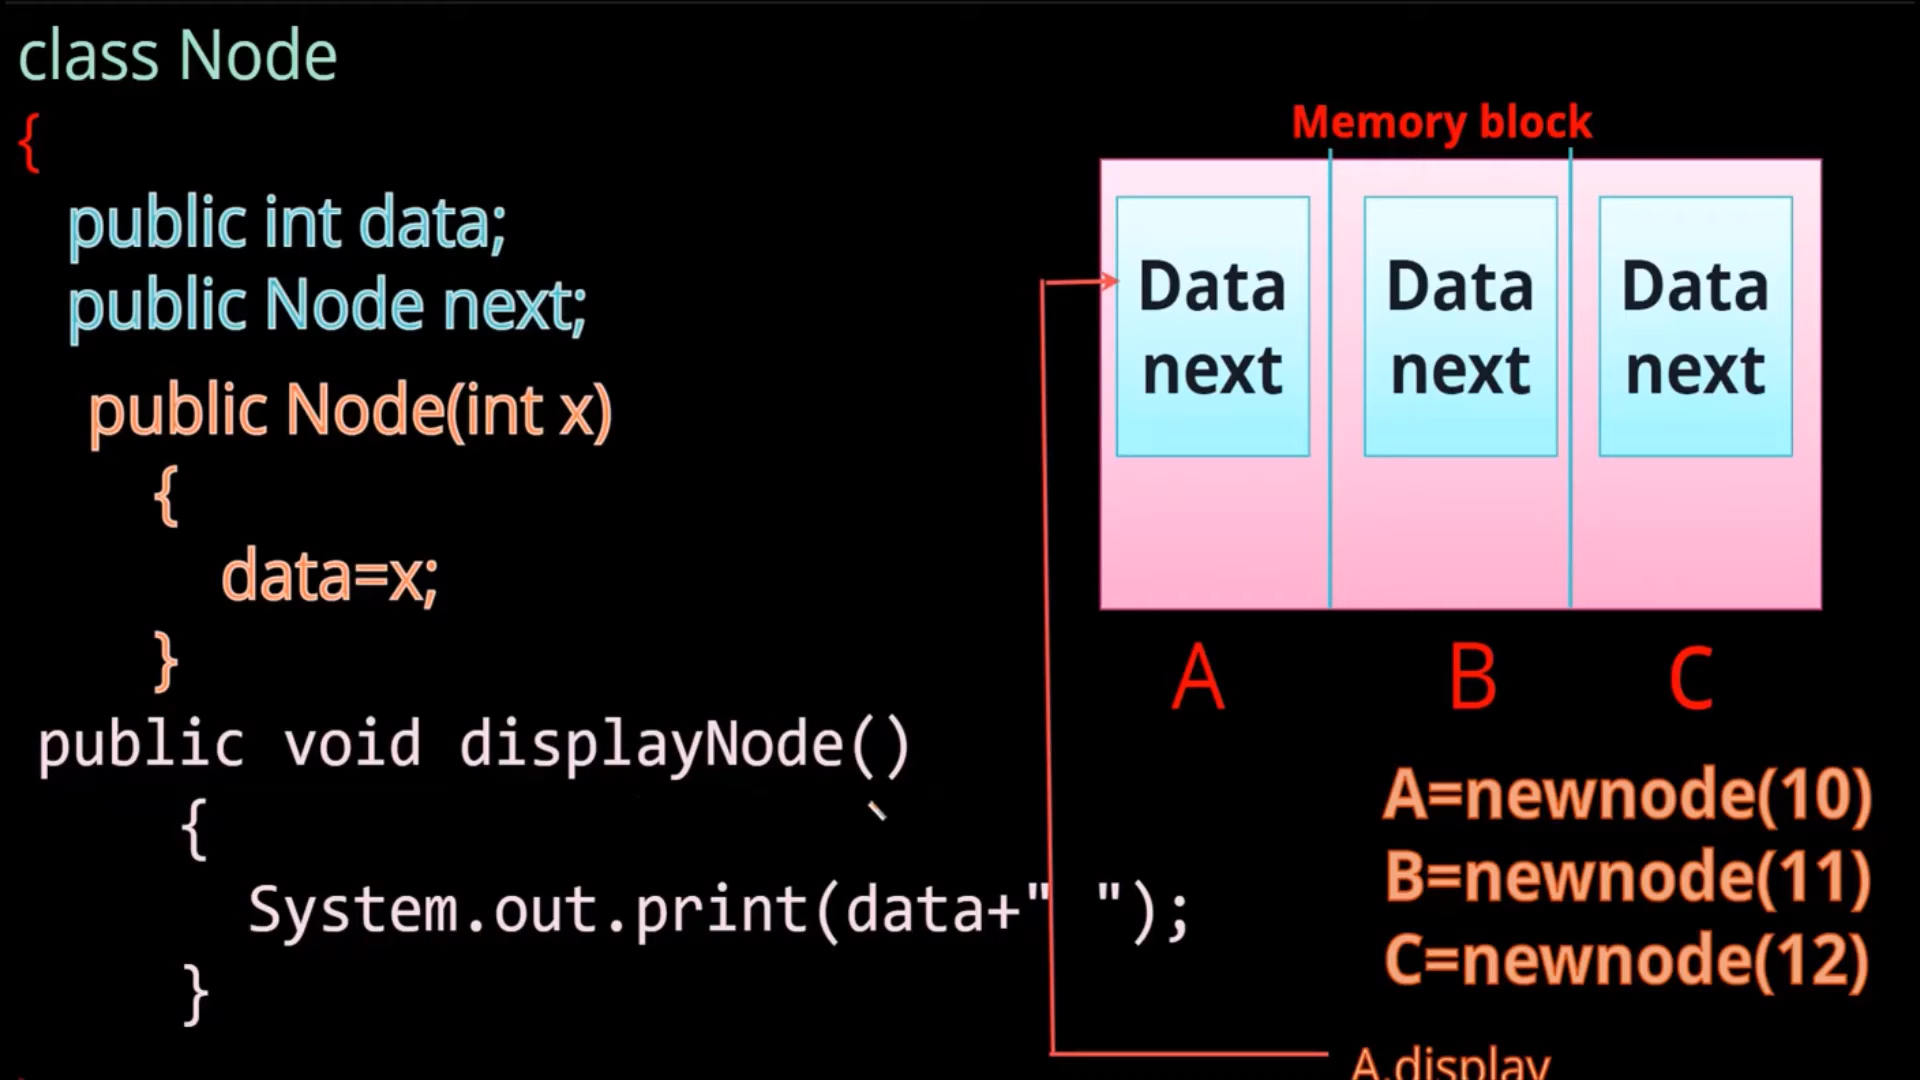 class Node
{
public int data;
public Node next;
public Node(int x)
{
data=x;
}
public void displayNode()
{
System.out.print(data+" ");
}
Memory block
Data Data Data
next next next
A B C
A=newnode(10)
B=newnode(11)
C=newnode(12)
A.display